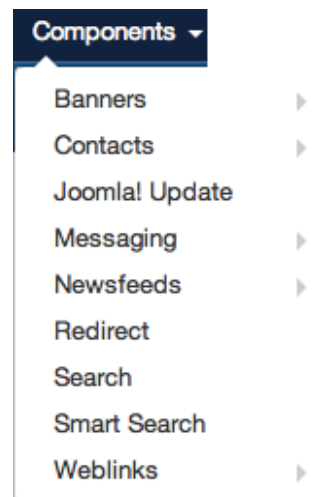 Components
Banners
Contacts
Joomla! Update
Messaging
Newsfeeds
Redirect
Search
Smart Search
Weblinks